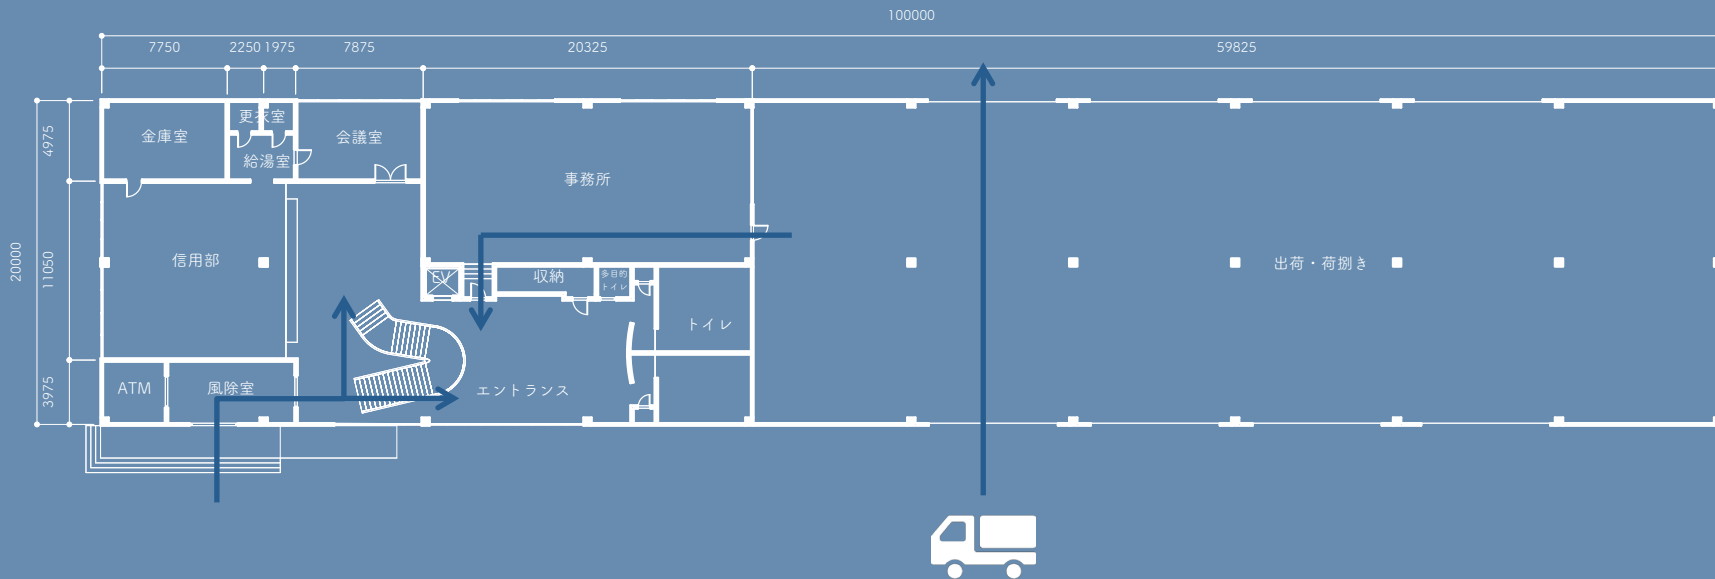 100000
7750
2250
1975
7875
20325
59825
20000
4975
11050
3975
金庫室
更衣室
給湯室
会議室
事務所
信用部
EV
収納
多目的
トイレ
トイレ
出荷・荷捌き
ATM
風除室
エントランス